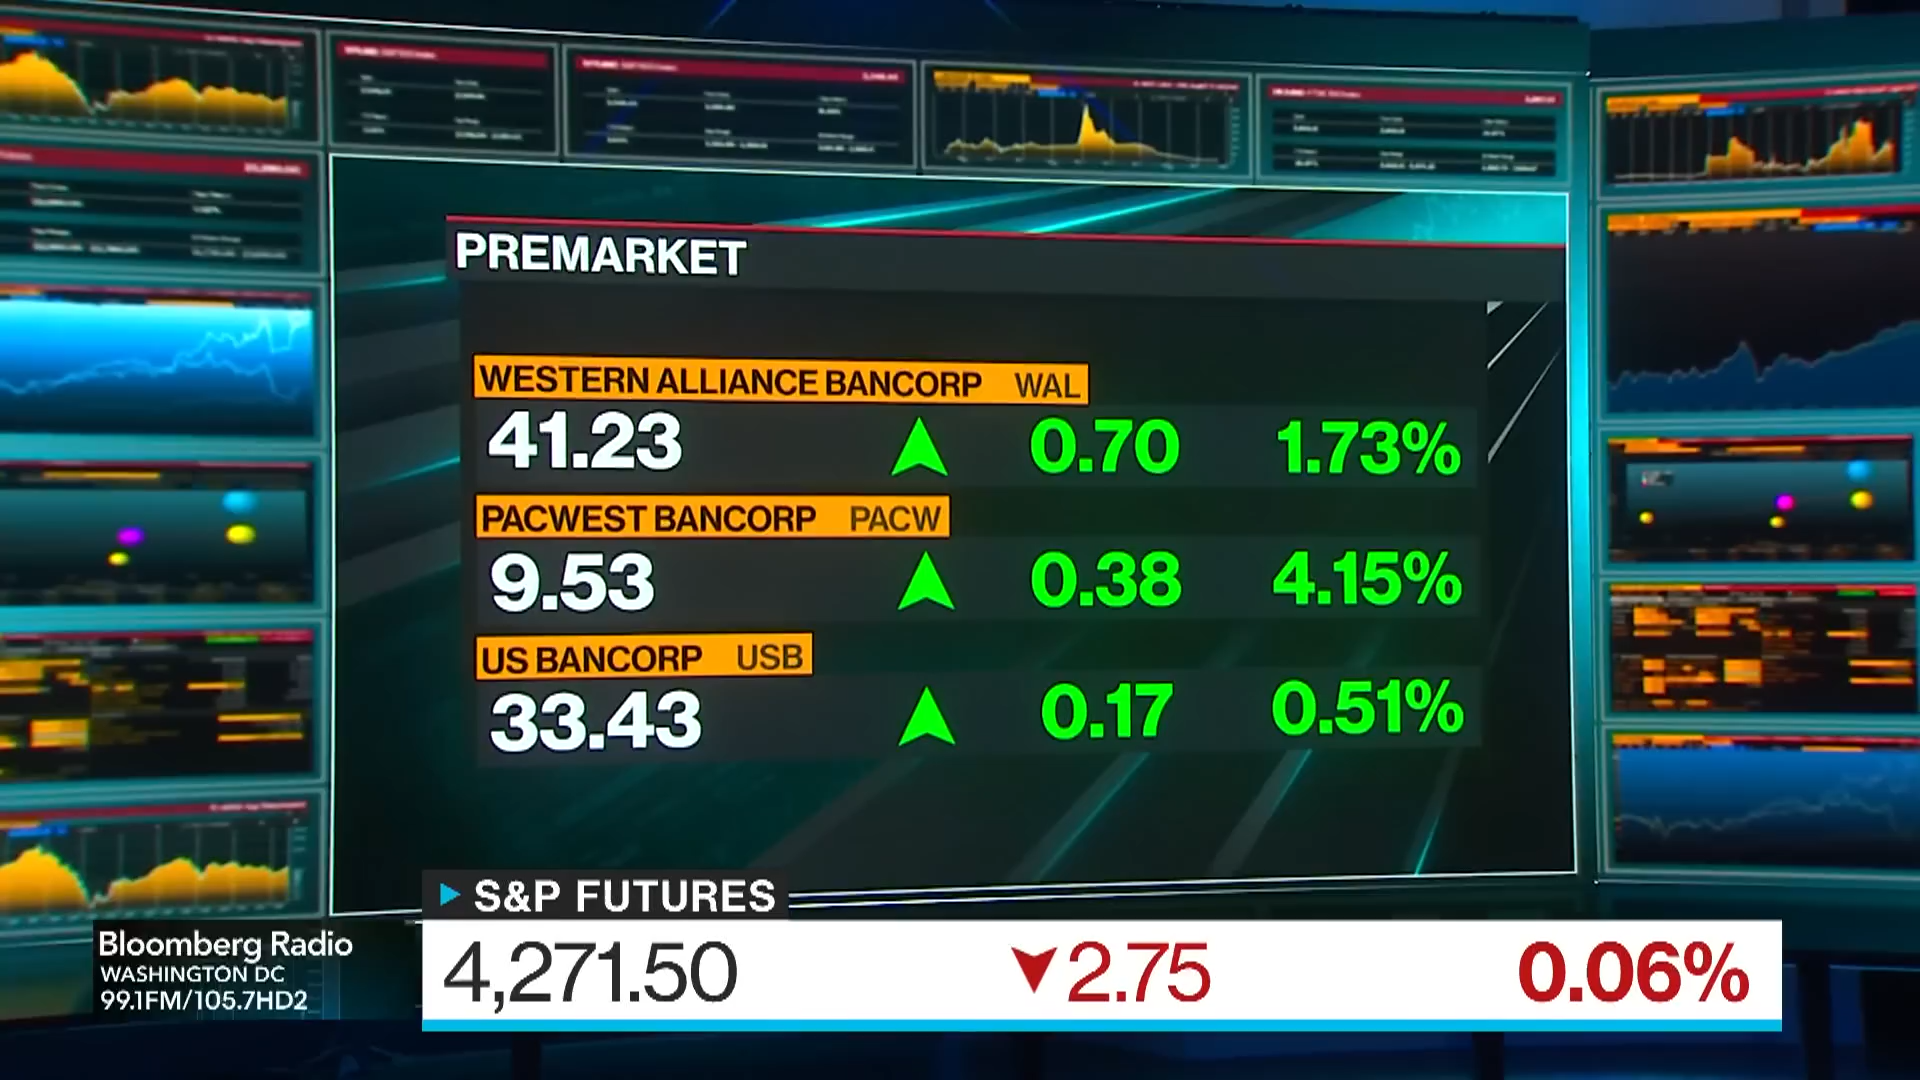 PREMARKET
WESTERN ALLIANCE BANCORP WAL
41.23 0.70 1.73%
PACWEST BANCORP PACW
9.53 0.38 4.15%
US BANCORP USB
33.43 0.17 0.51%
S&P FUTURES
4,271.50 2.75 0.06%
Bloomberg Radio
WASHINGTON DC
99.1FM/105.7HD2